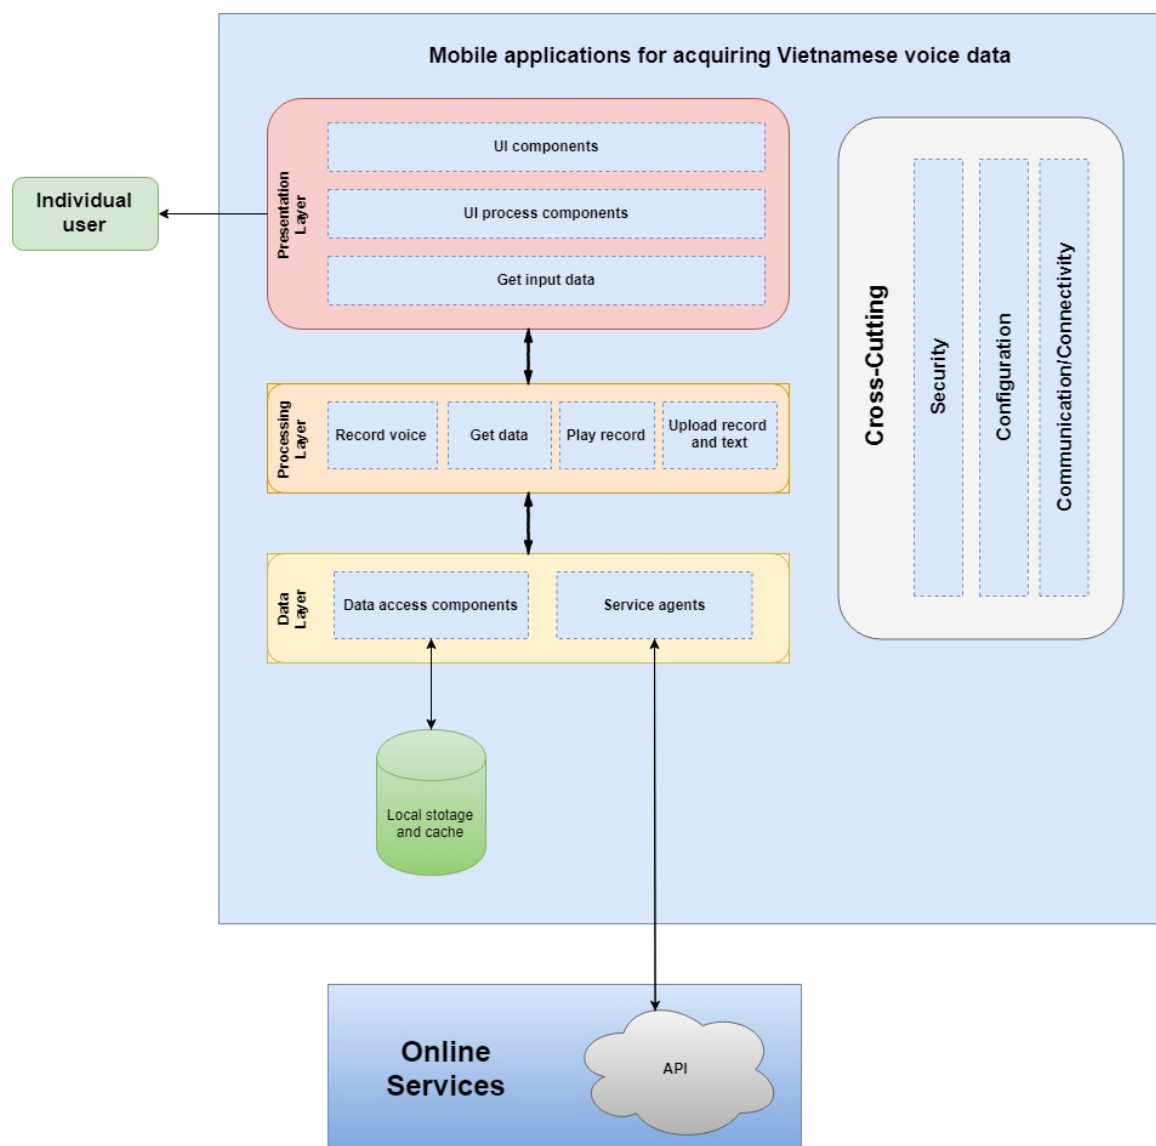 Mobile applications for acquiring Vietnamese voice data
Individual
user
Presentation
Layer
UI components
UI process components
Get input data
Processing
Layer
Record voice
Get data
Play record
Upload record
and text
Data
Layer
Data access components
Service agents
Local stotage
and cache
Cross-Cutting
Security
Configuration
Communication/Connectivity
Online
Services
API